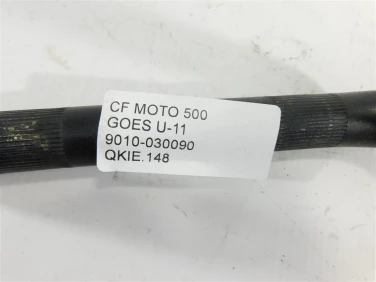 CF MOTO 500
GOES U-11
9010-030090
QKIE.148